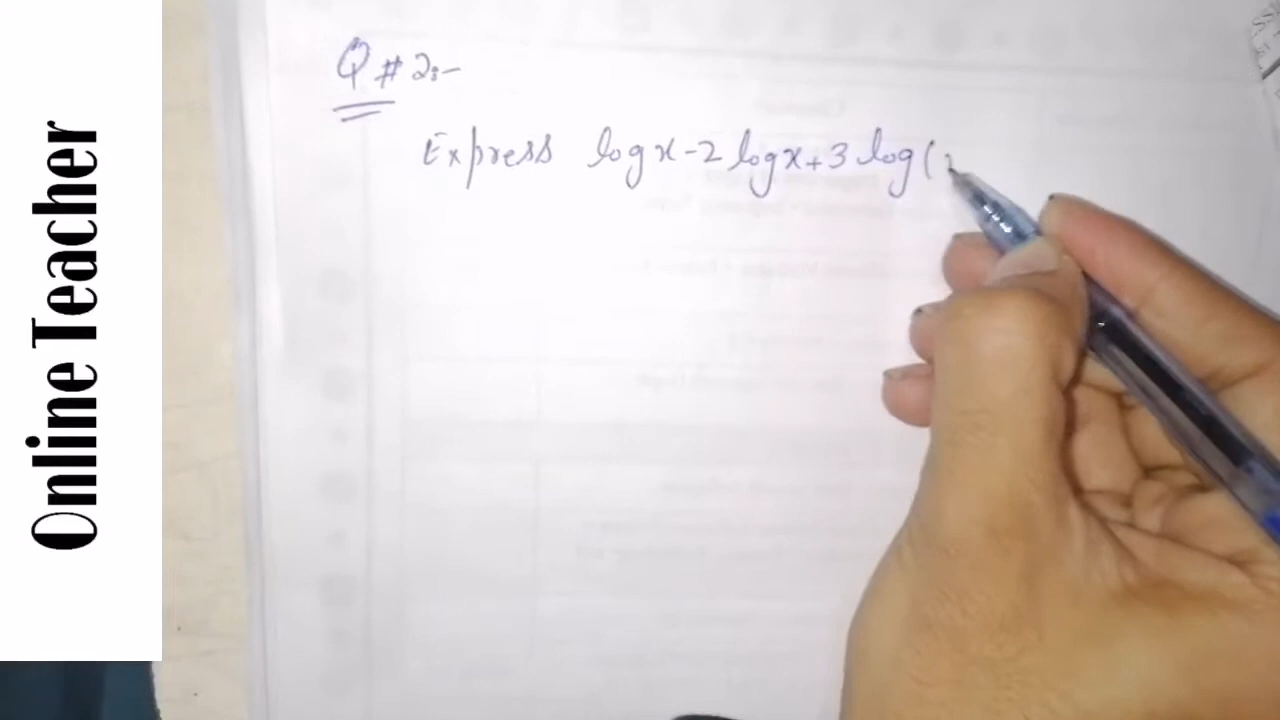 Online Teacher
Q # 2:-
Express log x - 2 log x + 3 log (